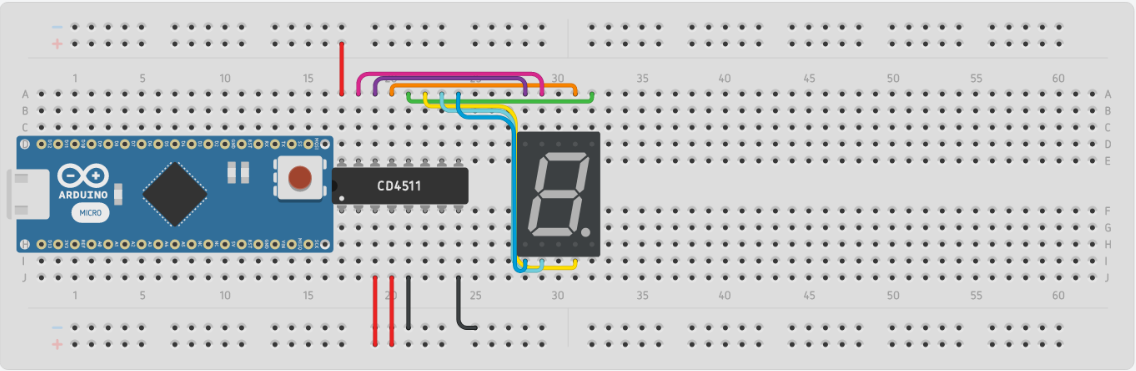 1 5 10 15 20 25 30 35 40 45 50 55 60
A A
B B
C C
D D
E E
CD4511
ARDUINO
MICRO
F F
G G
H H
I I
J J
1 5 10 15 20 25 30 35 40 45 50 55 60